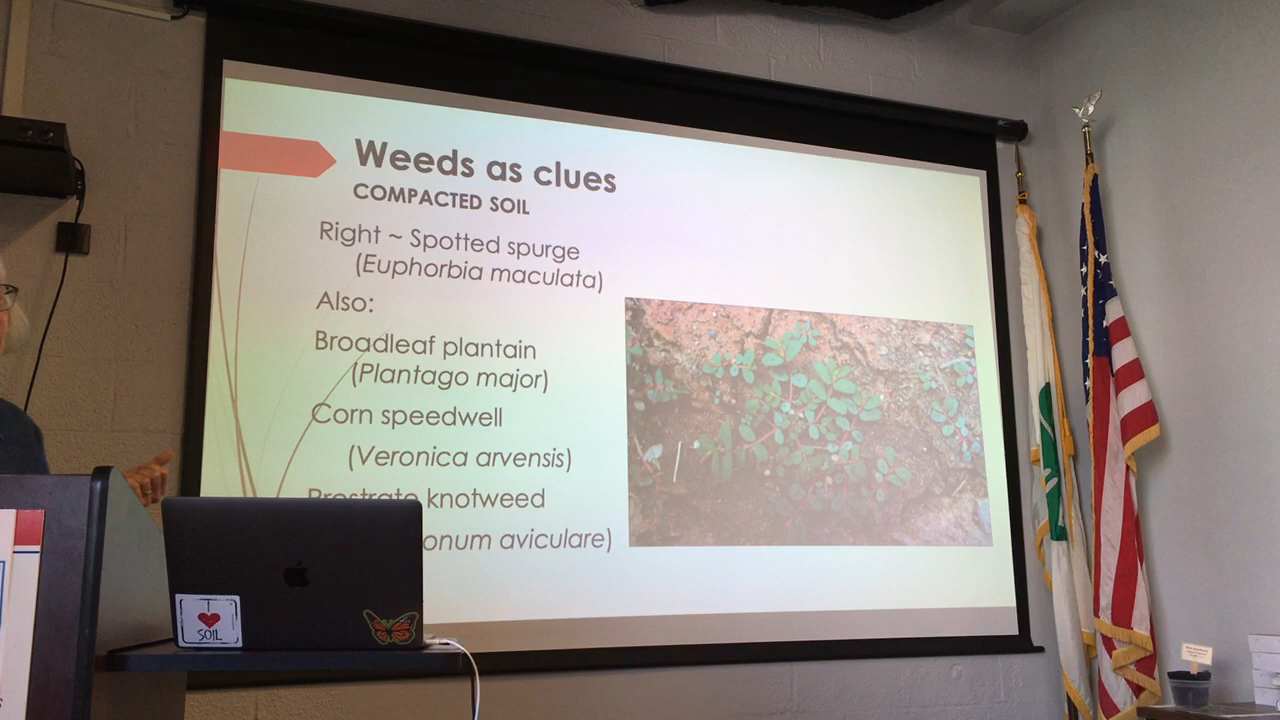 Weeds as clues
COMPACTED SOIL
Right ~ Spotted spurge
(Euphorbia maculata)
Also:
Broadleaf plantain
(Plantago major)
Corn speedwell
(Veronica arvensis)
Prostrate knotweed
onum aviculare)
I
SOIL